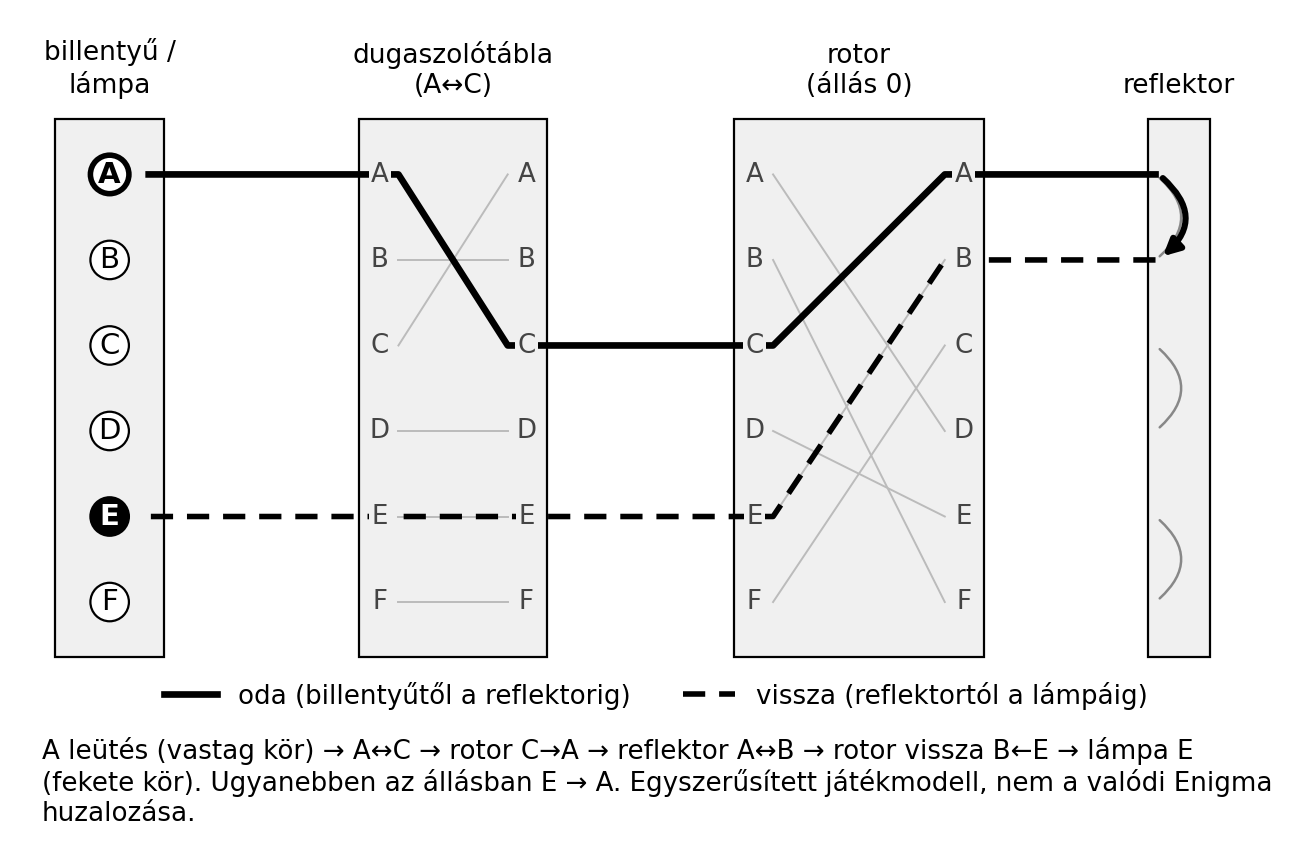 billentyű /
lámpa
dugaszolótábla
(A↔C)
rotor
(állás 0)
reflektor
A A A A A
B B B B B
C C C C C
D D D D D
E E E E E
F F F F F
oda (billentyűtől a reflektorig)
vissza (reflektortól a lámpáig)
A leütés (vastag kör) → A↔C → rotor C→A → reflektor A↔B → rotor vissza B←E → lámpa E
(fekete kör). Ugyanebben az állásban E → A. Egyszerűsített játékmodell, nem a valódi Enigma
huzalozása.